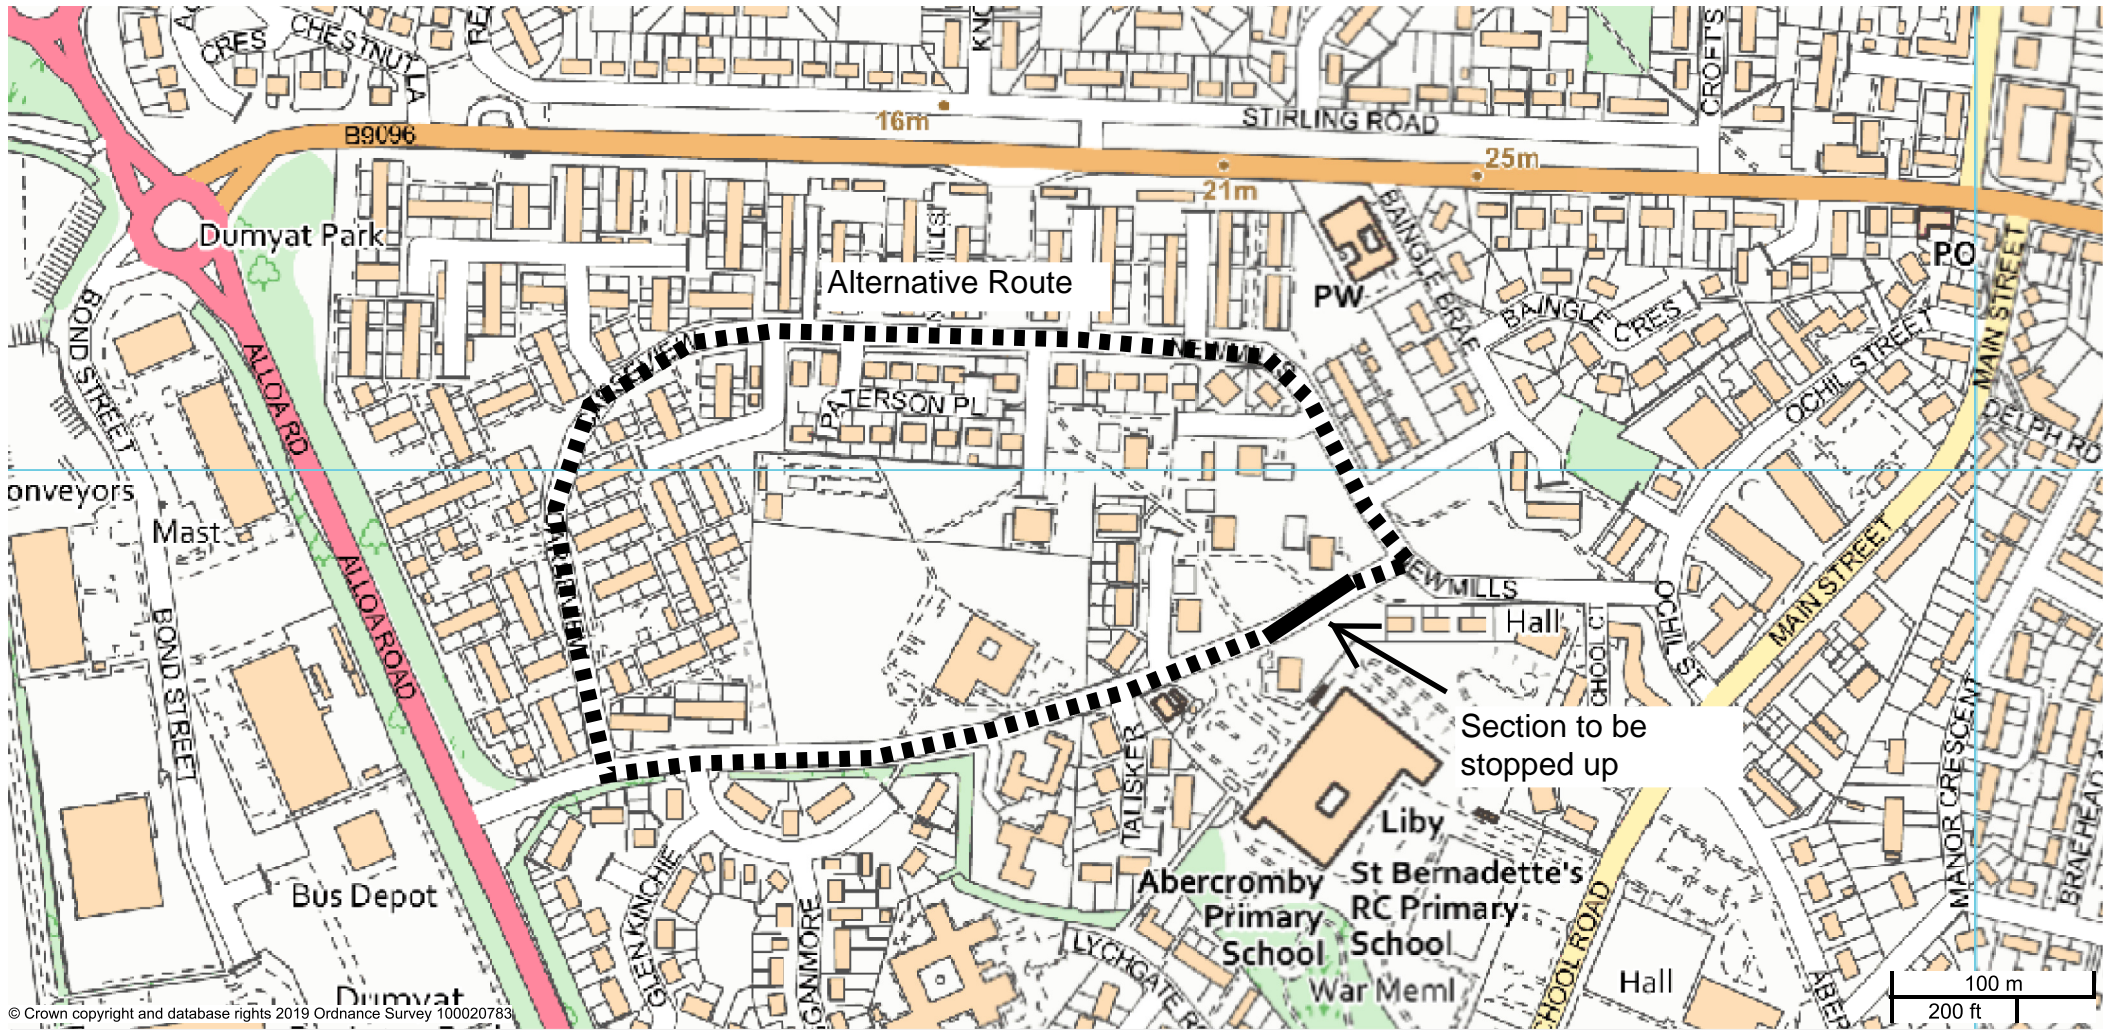 CRES
CHESTNUT LA
CROFTS
B9096
16m
STIRLING ROAD
25m
21m
Dumyat Park
BAINGLE BRAE
PO
MAIN STREET
Alternative Route
PW
BAINGLE CRES
BOND STREET
ALLOA RD
NEWMILLS
OCHIL STREET
PATERSON PL
DELPH RD
onveyors
Mast
MAIN STREET
ALLOA ROAD
NEWMILLS
OCHIL ST
BOND STREET
Hall
Section to be
stopped up
TALISKER
MANOR CRESCENT
BRAEHEAD
Liby
Bus Depot
GLEN KINCHIE
Abercromby
Primary
School
St Bernadette's
RC Primary
School
GANMORE
LYCHGATE R
War Meml
CHOOL ROAD
Hall
ABER
Dumyat
100 m
200 ft
© Crown copyright and database rights 2019 Ordnance Survey 100020783